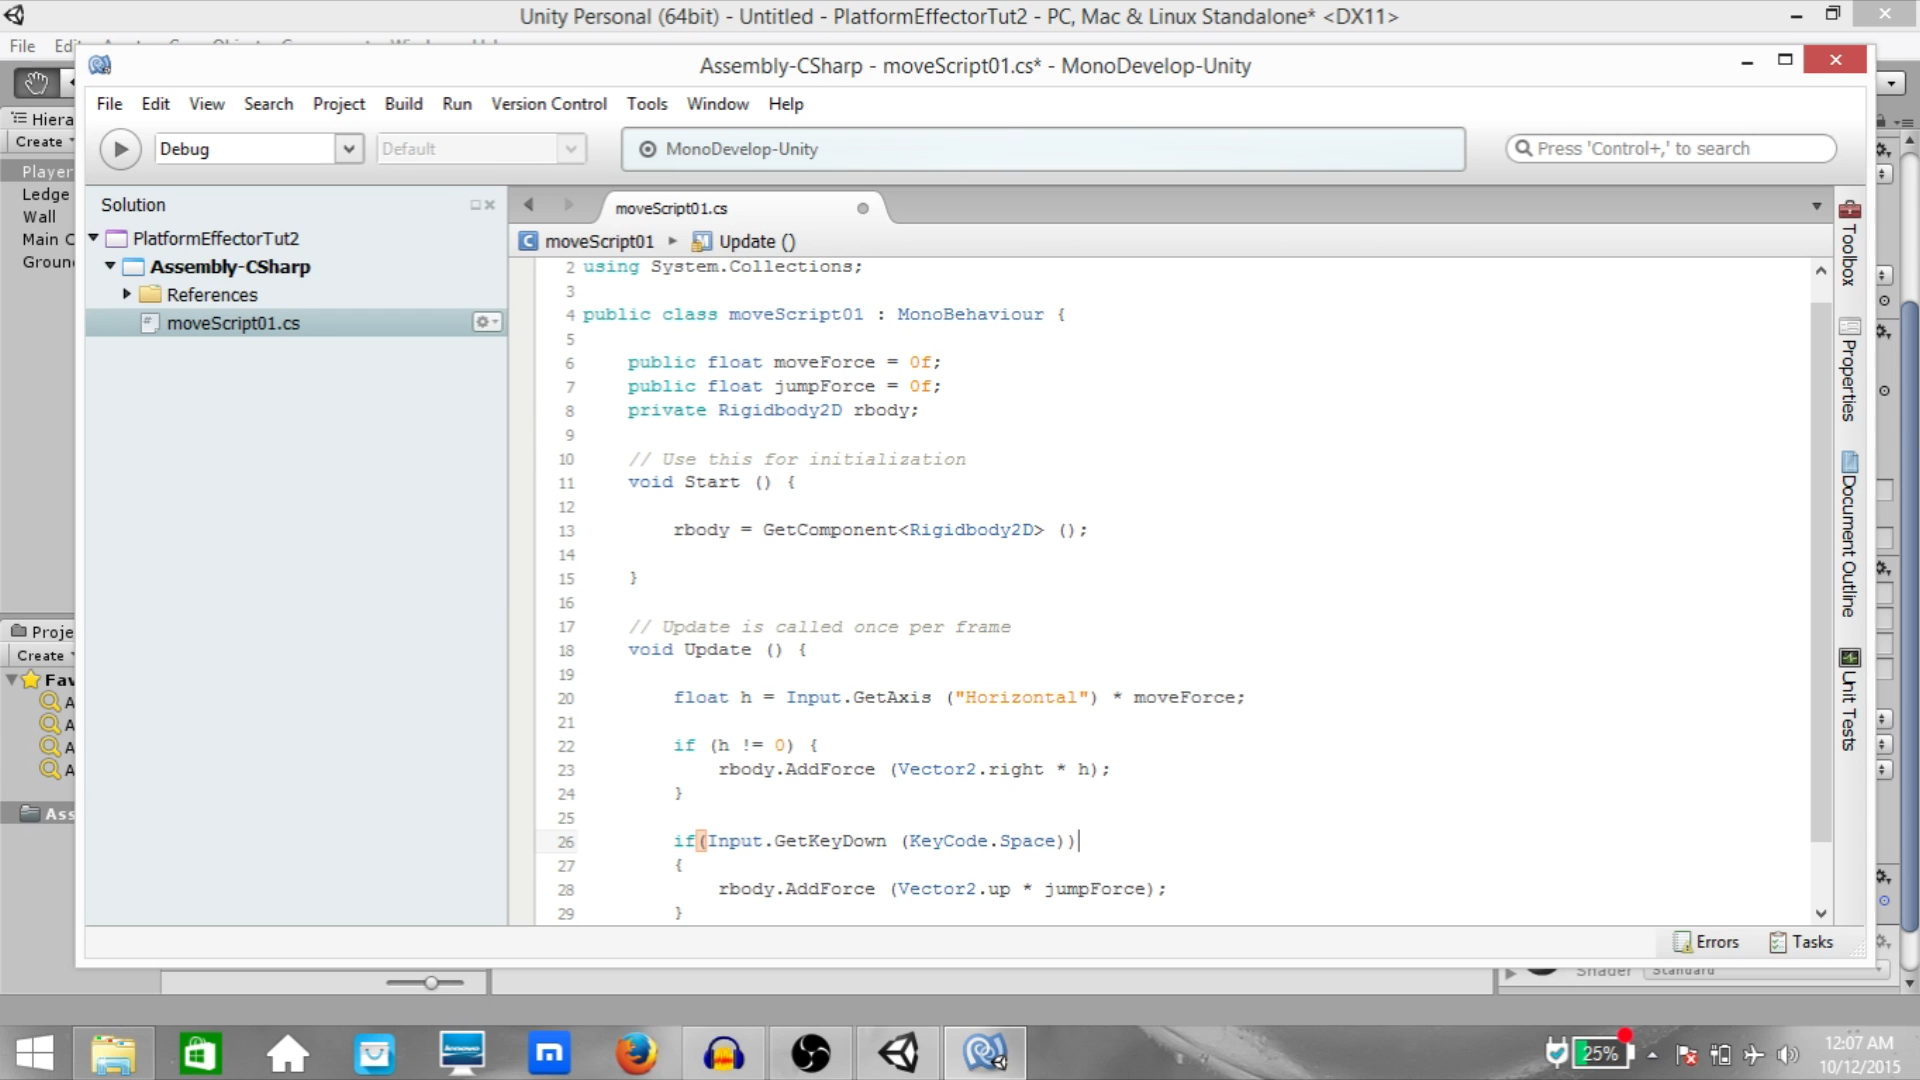 Unity Personal (64bit) - Untitled - PlatformEffectorTut2 - PC, Mac & Linux Standalone* <DX11>
File
Assembly-CSharp - moveScript01.cs* - MonoDevelop-Unity
File Edit View Search Project Build Run Version Control Tools Window Help
Debug
Default
MonoDevelop-Unity
Press 'Control+,' to search
Create
Player
Ledge
Wall
Main C
Create
Solution
PlatformEffectorTut2
Assembly-CSharp
References
moveScript01.cs
moveScript01.cs
moveScript01 Update ()
2 using System.Collections;
3
4 public class moveScript01 : MonoBehaviour {
5
6 public float moveForce = 0f;
7 public float jumpForce = 0f;
8 private Rigidbody2D rbody;
9
10 // Use this for initialization
11 void Start () {
12
13 rbody = GetComponent<Rigidbody2D> ();
14
15 }
16
17 // Update is called once per frame
18 void Update () {
19
20 float h = Input.GetAxis ("Horizontal") * moveForce;
21
22 if (h != 0) {
23 rbody.AddForce (Vector2.right * h);
24 }
25
26 if(Input.GetKeyDown (KeyCode.Space))
27 {
28 rbody.AddForce (Vector2.up * jumpForce);
29 }
Toolbox
Properties
Document Outline
Unit Tests
Errors
Tasks
Shader Standard
25%
12:07 AM
10/12/2015